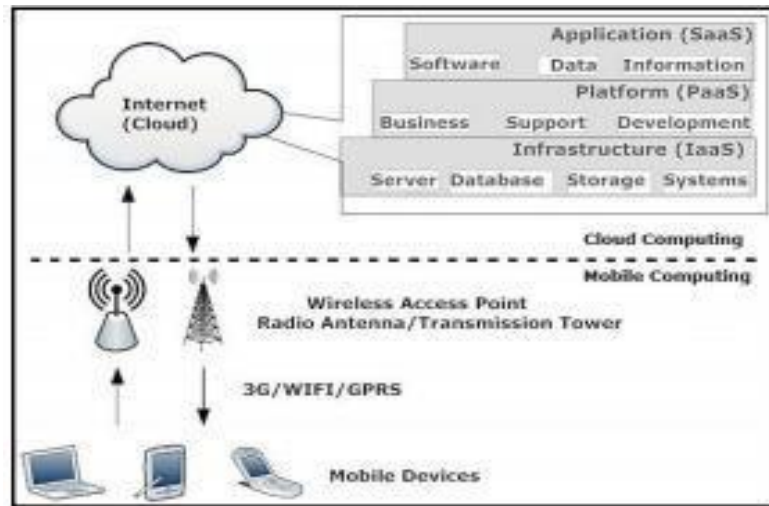 Internet
(Cloud)
Application (SaaS)
Software Data Information
Platform (PaaS)
Business Support Development
Infrastructure (IaaS)
Server Database Storage Systems
Cloud Computing
Mobile Computing
Wireless Access Point
Radio Antenna/Transmission Tower
3G/WIFI/GPRS
Mobile Devices